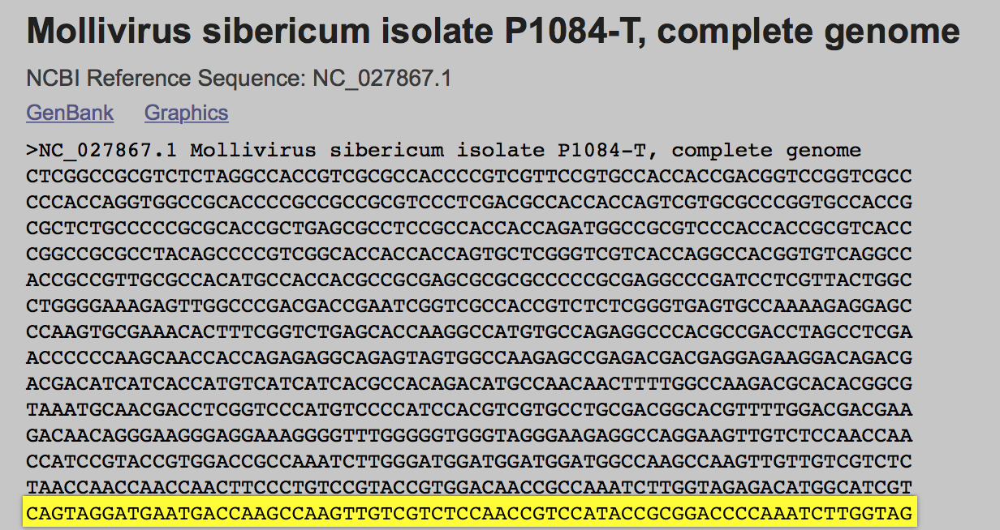 Mollivirus sibericum isolate P1084-T, complete genome
NCBI Reference Sequence: NC_027867.1
GenBank Graphics
>NC_027867.1 Mollivirus sibericum isolate P1084-T, complete genome
CTCGGCCGCGTCTCTAGGCCACCGTCGCGCCACCCCGTCGTTCCGTGCCACCACCGACGGTCCGGTCGCC
CCCACCAGGTGGCCGCACCCCGCCGCCGCGTCCCTCGACGCCACCACCAGTCGTGCGCCCGGTGCCACCG
CGCTCTGCCCCCGCGCACCGCTGAGCGCCTCCGCCACCACCAGATGGCCGCGTCCCACCACCGCGTCACC
CGGCCGCGCCTACAGCCCCGTCGGCACCACCACCAGTGCTCGGGTCGTCACCAGGCCACGGTGTCAGGCC
ACCGCCGTTGCGCCACATGCCACCACGCCGCGAGCGCGCGCCCCCGCGAGGCCCGATCCTCGTTACTGGC
CTGGGGAAAGAGTTGGCCCGACGACCGAATCGGTCGCCACCGTCTCTCGGGTGAGTGCCAAAAGAGGAGC
CCAAGTGCGAAACACTTTCGGTCTGAGCACCAAGGCCATGTGCCAGAGGCCCACGCCGACCTAGCCTCGA
ACCCCCCAAGCAACCACCAGAGAGGCAGAGTAGTGGCCAAGAGCCGAGACGACGAGGAGAAGGACAGACG
ACGACATCATCACCATGTCATCATCACGCCACAGACATGCCAACAACTTTTGGCCAAGACGCACACGGCG
TAAATGCAACGACCTCGGTCCCATGTCCCCATCCACGTCGTGCCTGCGACGGCACGTTTTGGACGACGAA
GACAACAGGGAAGGGAGGAAAGGGGTTTGGGGGTGGGTAGGGAAGAGGCCAGGAAGTTGTCTCCAACCAA
CCATCCGTACCGTGGACCGCCAAATCTTGGGATGGATGGATGGATGGCCAAGCCAAGTTGTTGTCGTCTC
TAACCAACCAACCAACTTCCCTGTCCGTACCGTGGACAACCGCCAAATCTTGGTAGAGACATGGCATCGT
CAGTAGGATGAATGACCAAGCCAAGTTGTCGTCTCCAACCGTCCATACCGCGGACCCCAAATCTTGGTAG